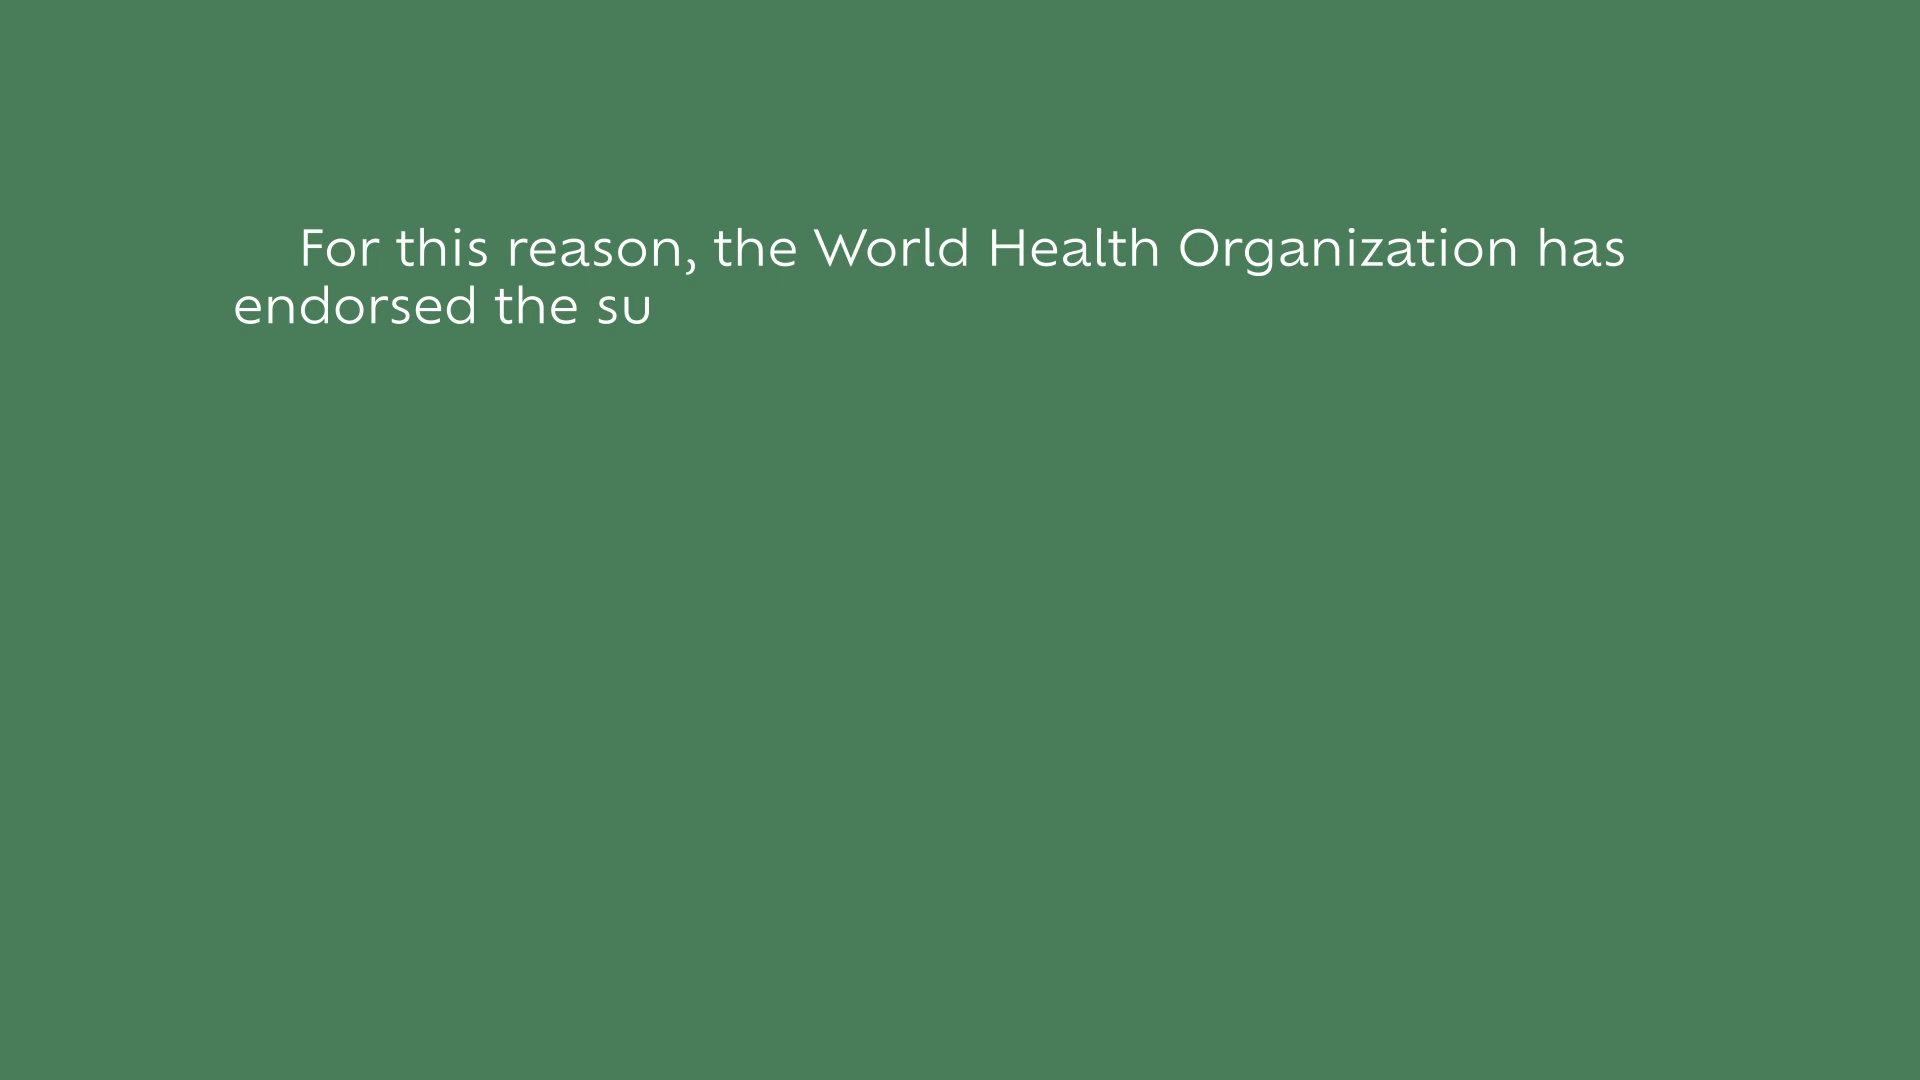 For this reason, the World Health Organization has
endorsed the su